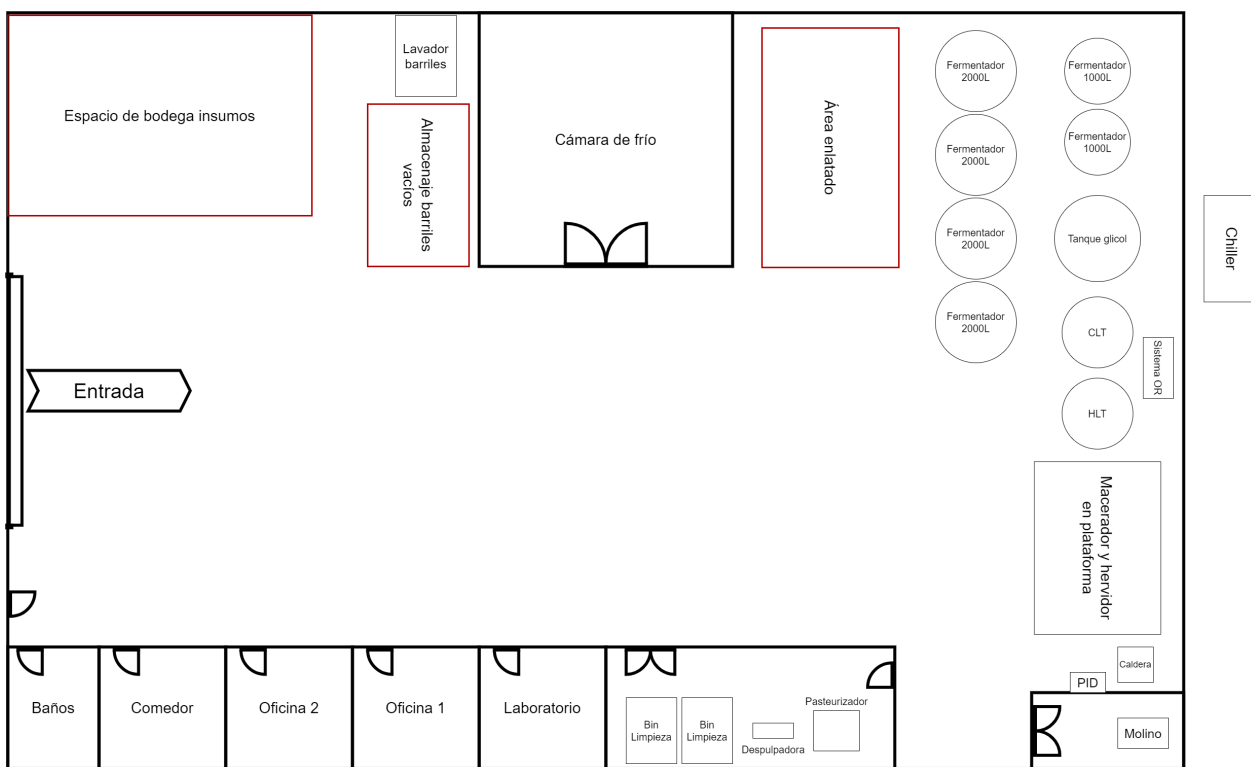 Espacio de bodega insumos
Lavador
barriles
Almacenaje barriles
vacíos
Cámara de frío
Área enlatado
Fermentador
2000L
Fermentador
1000L
Fermentador
2000L
Fermentador
1000L
Fermentador
2000L
Tanque glicol
Chiller
Fermentador
2000L
CLT
Sistema OR
HLT
Entrada
Macerador y hervidor
en plataforma
Caldera
PID
Baños
Comedor
Oficina 2
Oficina 1
Laboratorio
Bin
Limpieza
Bin
Limpieza
Despulpadora
Pasteurizador
Molino